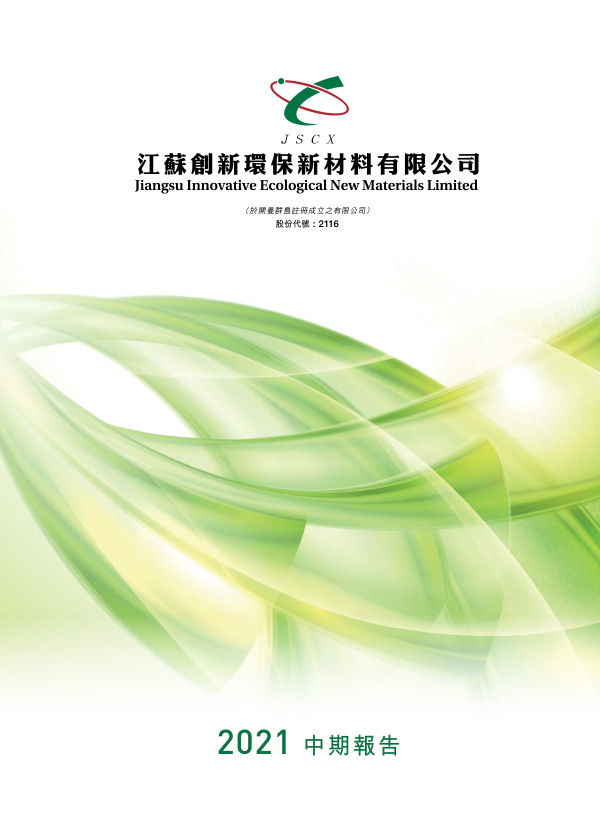 JSCX
江蘇創新環保新材料有限公司
Jiangsu Innovative Ecological New Materials Limited
（於開曼群島註冊成立之有限公司）
股份代號：2116
2021 中期報告